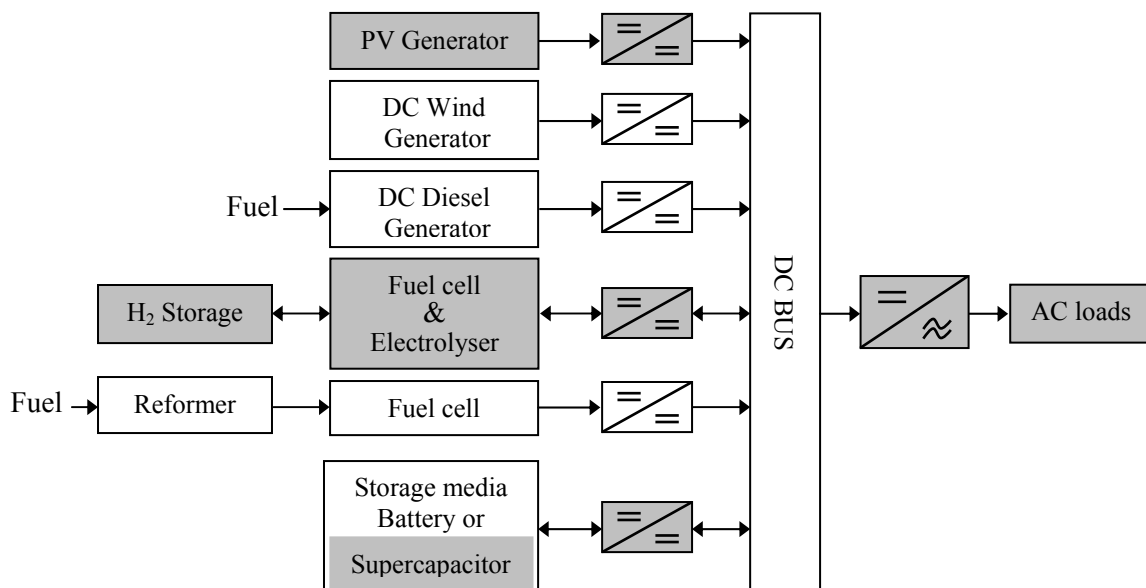 PV Generator
DC Wind
Generator
Fuel
DC Diesel
Generator
H₂ Storage
Fuel cell
&
Electrolyser
DC BUS
AC loads
Fuel
Reformer
Fuel cell
Storage media
Battery or
Supercapacitor